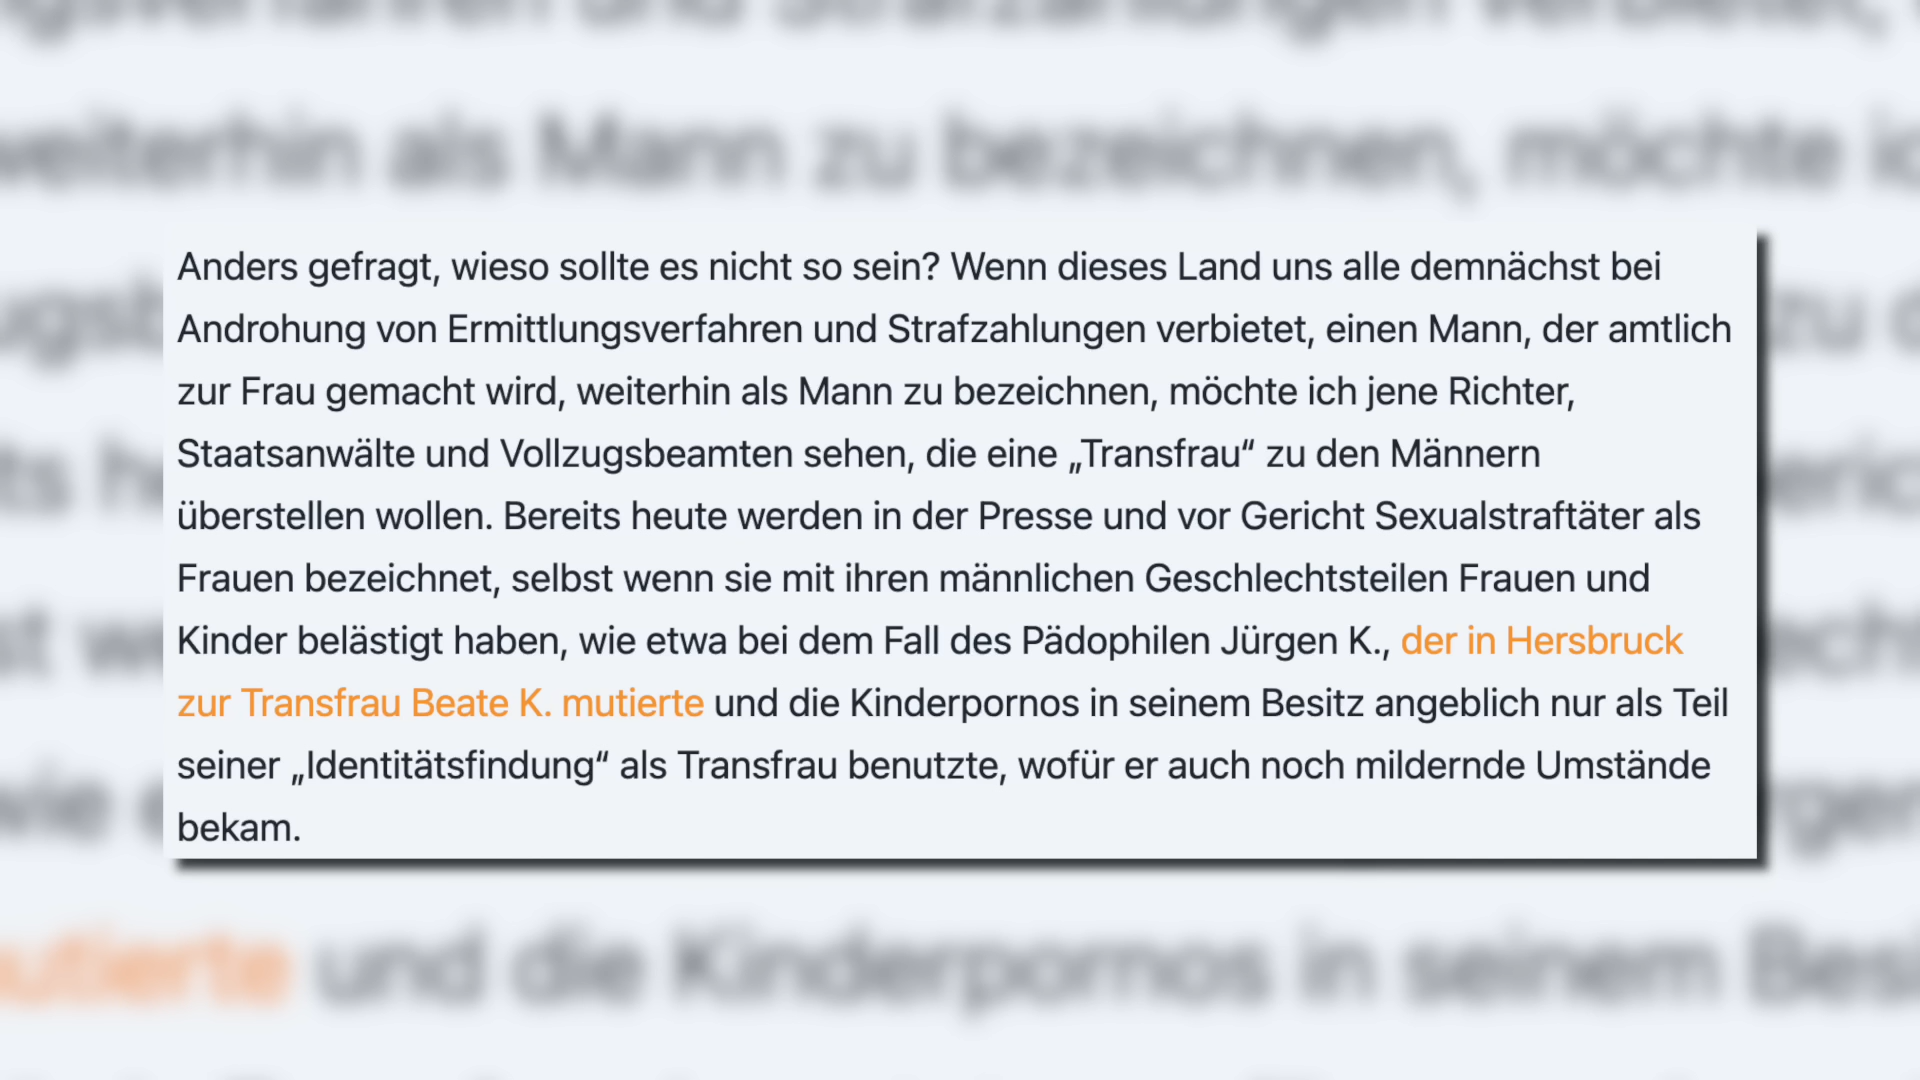 Anders gefragt, wieso sollte es nicht so sein? Wenn dieses Land uns alle demnächst bei
Androhung von Ermittlungsverfahren und Strafzahlungen verbietet, einen Mann, der amtlich
zur Frau gemacht wird, weiterhin als Mann zu bezeichnen, möchte ich jene Richter,
Staatsanwälte und Vollzugsbeamten sehen, die eine „Transfrau“ zu den Männern
überstellen wollen. Bereits heute werden in der Presse und vor Gericht Sexualstraftäter als
Frauen bezeichnet, selbst wenn sie mit ihren männlichen Geschlechtsteilen Frauen und
Kinder belästigt haben, wie etwa bei dem Fall des Pädophilen Jürgen K., der in Hersbruck
zur Transfrau Beate K. mutierte und die Kinderpornos in seinem Besitz angeblich nur als Teil
seiner „Identitätsfindung“ als Transfrau benutzte, wofür er auch noch mildernde Umstände
bekam.